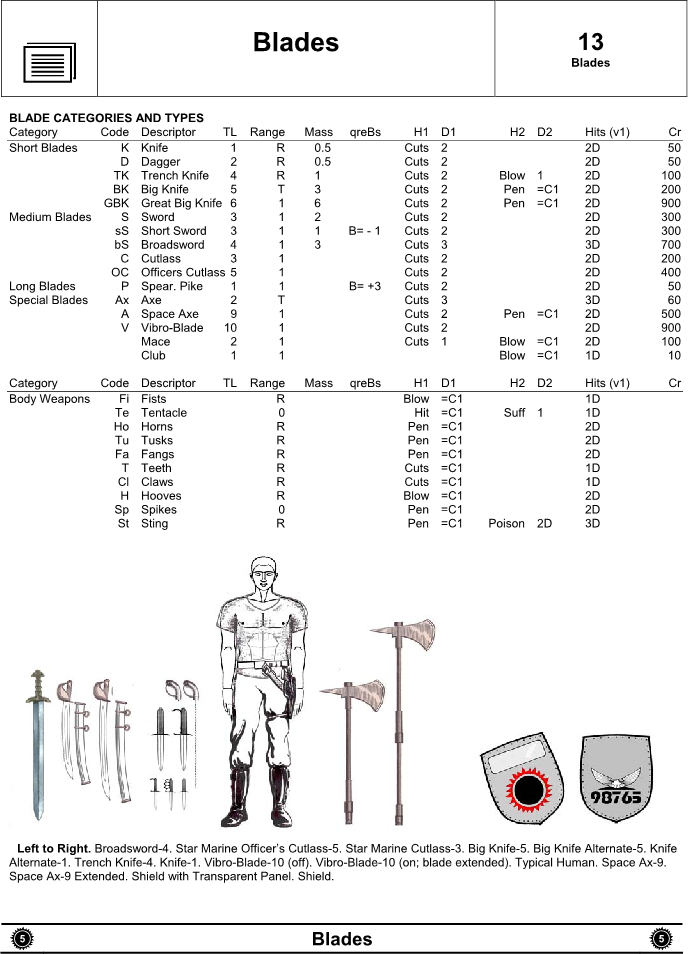 Blades
13
Blades
BLADE CATEGORIES AND TYPES
Category Code Descriptor TL Range Mass qreBs H1 D1 H2 D2 Hits (v1) Cr
Short Blades K Knife 1 R 0.5 Cuts 2 2D 50
D Dagger 2 R 0.5 Cuts 2 2D 50
TK Trench Knife 4 R 1 Cuts 2 Blow 1 2D 100
BK Big Knife 5 T 3 Cuts 2 Pen =C1 2D 200
GBK Great Big Knife 6 1 6 Cuts 2 Pen =C1 2D 900
Medium Blades S Sword 3 1 2 Cuts 2 2D 300
sS Short Sword 3 1 1 B= - 1 Cuts 2 2D 300
bS Broadsword 4 1 3 Cuts 3 3D 700
C Cutlass 3 1 Cuts 2 2D 200
OC Officers Cutlass 5 1 Cuts 2 2D 400
Long Blades P Spear. Pike 1 1 B= +3 Cuts 2 2D 50
Special Blades Ax Axe 2 T Cuts 3 3D 60
A Space Axe 9 1 Cuts 2 Pen =C1 2D 500
V Vibro-Blade 10 1 Cuts 2 2D 900
Mace 2 1 Cuts 1 Blow =C1 2D 100
Club 1 1 Blow =C1 1D 10
Category Code Descriptor TL Range Mass qreBs H1 D1 H2 D2 Hits (v1) Cr
Body Weapons Fi Fists R Blow =C1 1D
Te Tentacle 0 Hit =C1 Suff 1 1D
Ho Horns R Pen =C1 2D
Tu Tusks R Pen =C1 2D
Fa Fangs R Pen =C1 2D
T Teeth R Cuts =C1 1D
Cl Claws R Cuts =C1 1D
H Hooves R Blow =C1 2D
Sp Spikes 0 Pen =C1 2D
St Sting R Pen =C1 Poison 2D 3D
98765
Left to Right. Broadsword-4. Star Marine Officer's Cutlass-5. Star Marine Cutlass-3. Big Knife-5. Big Knife Alternate-5. Knife
Alternate-1. Trench Knife-4. Knife-1. Vibro-Blade-10 (off). Vibro-Blade-10 (on; blade extended). Typical Human. Space Ax-9.
Space Ax-9 Extended. Shield with Transparent Panel. Shield.
5 Blades 5